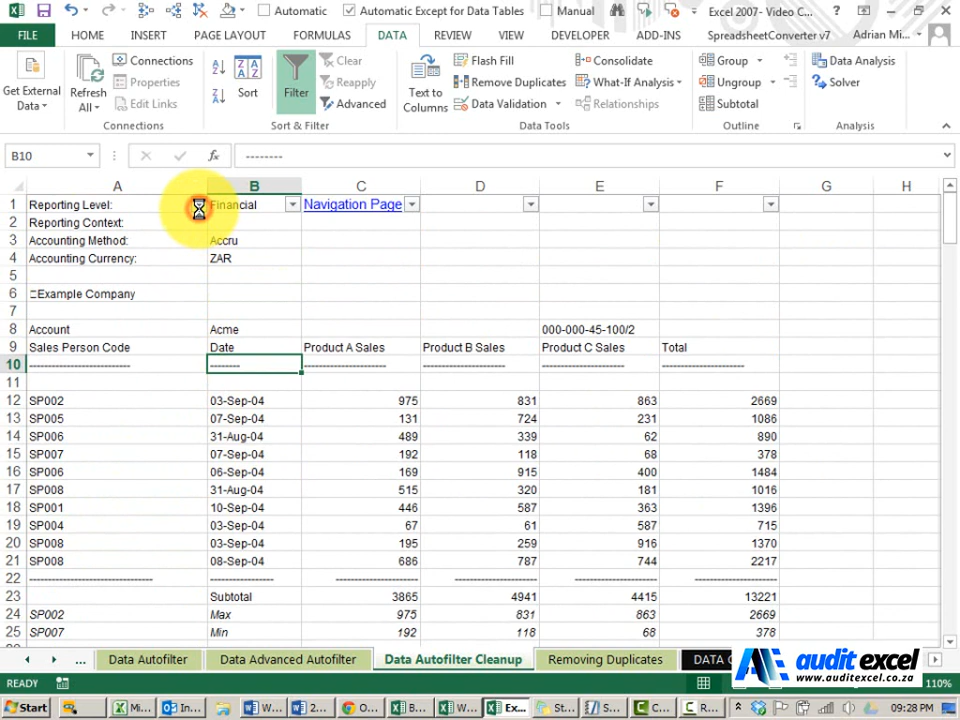 Automatic Automatic Except for Data Tables Manual Excel 2007- Video C...
FILE HOME INSERT PAGE LAYOUT FORMULAS DATA REVIEW VIEW DEVELOPER ADD-INS SpreadsheetConverter v7 Adrian Mi...
Get External Data
Refresh All
Connections
Properties
Edit Links
Connections
Sort
Filter
Clear
Reapply
Advanced
Sort & Filter
Text to Columns
Flash Fill
Remove Duplicates
Data Validation
Consolidate
What-If Analysis
Relationships
Data Tools
Group
Ungroup
Subtotal
Outline
Data Analysis
Solver
Analysis
B10 fx --------
A B C D E F G H
1 Reporting Level: Financial Navigation Page
2 Reporting Context:
3 Accounting Method: Accru
4 Accounting Currency: ZAR
5
6 Example Company
7
8 Account Acme 000-000-45-100/2
9 Sales Person Code Date Product A Sales Product B Sales Product C Sales Total
10 --------------------------- -------- ---------------------- ---------------------- ---------------------- ----------------------
11
12 SP002 03-Sep-04 975 831 863 2669
13 SP005 07-Sep-04 131 724 231 1086
14 SP006 31-Aug-04 489 339 62 890
15 SP007 07-Sep-04 192 118 68 378
16 SP006 06-Sep-04 169 915 400 1484
17 SP008 31-Aug-04 515 320 181 1016
18 SP001 10-Sep-04 446 587 363 1396
19 SP004 03-Sep-04 67 61 587 715
20 SP008 03-Sep-04 195 259 916 1370
21 SP008 08-Sep-04 686 787 744 2217
22 --------------------------------- ----------------- ---------------------- ---------------------- ---------------------- ----------------------
23 Subtotal 3865 4941 4415 13221
24 SP002 Max 975 831 863 2669
25 SP007 Min 192 118 68 378
... Data Autofilter Data Advanced Autofilter Data Autofilter Cleanup Removing Duplicates DATA
audit excel
www.auditexcel.co.za
READY 110%
Start Mi... In... W... 2... C... B... W... Ex... St... S... C... R... 09:28 PM